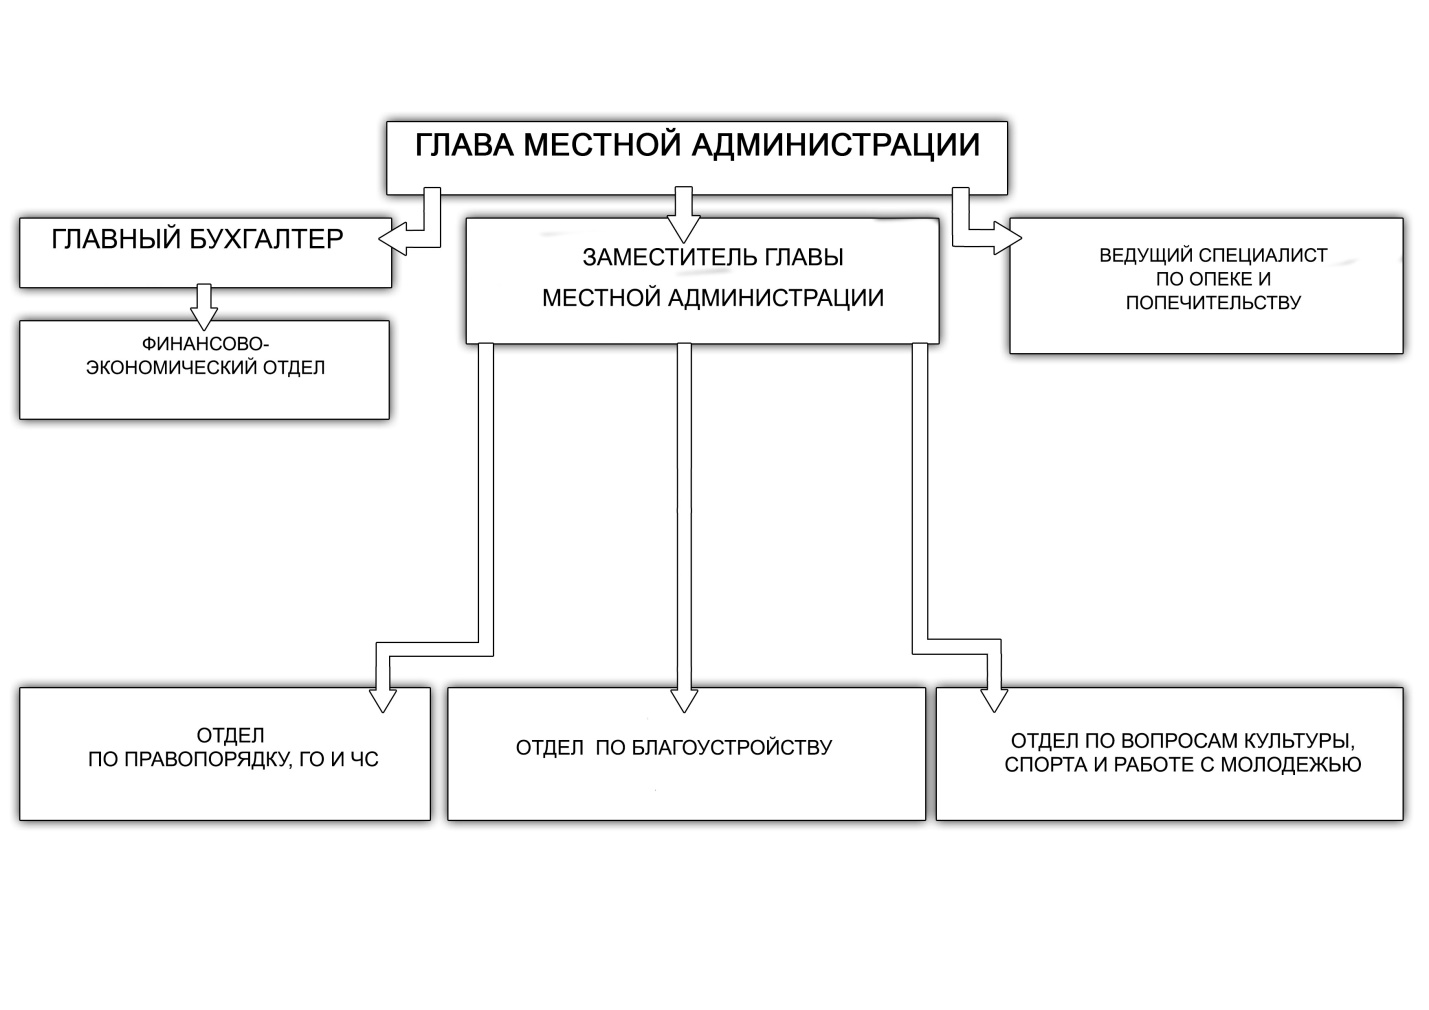 ГЛАВА МЕСТНОЙ АДМИНИСТРАЦИИ
ГЛАВНЫЙ БУХГАЛТЕР
ЗАМЕСТИТЕЛЬ ГЛАВЫ
МЕСТНОЙ АДМИНИСТРАЦИИ
ВЕДУЩИЙ СПЕЦИАЛИСТ
ПО ОПЕКЕ И
ПОПЕЧИТЕЛЬСТВУ
ФИНАНСОВО-
ЭКОНОМИЧЕСКИЙ ОТДЕЛ
ОТДЕЛ
ПО ПРАВОПОРЯДКУ, ГО И ЧС
ОТДЕЛ ПО БЛАГОУСТРОЙСТВУ
ОТДЕЛ ПО ВОПРОСАМ КУЛЬТУРЫ,
СПОРТА И РАБОТЕ С МОЛОДЕЖЬЮ